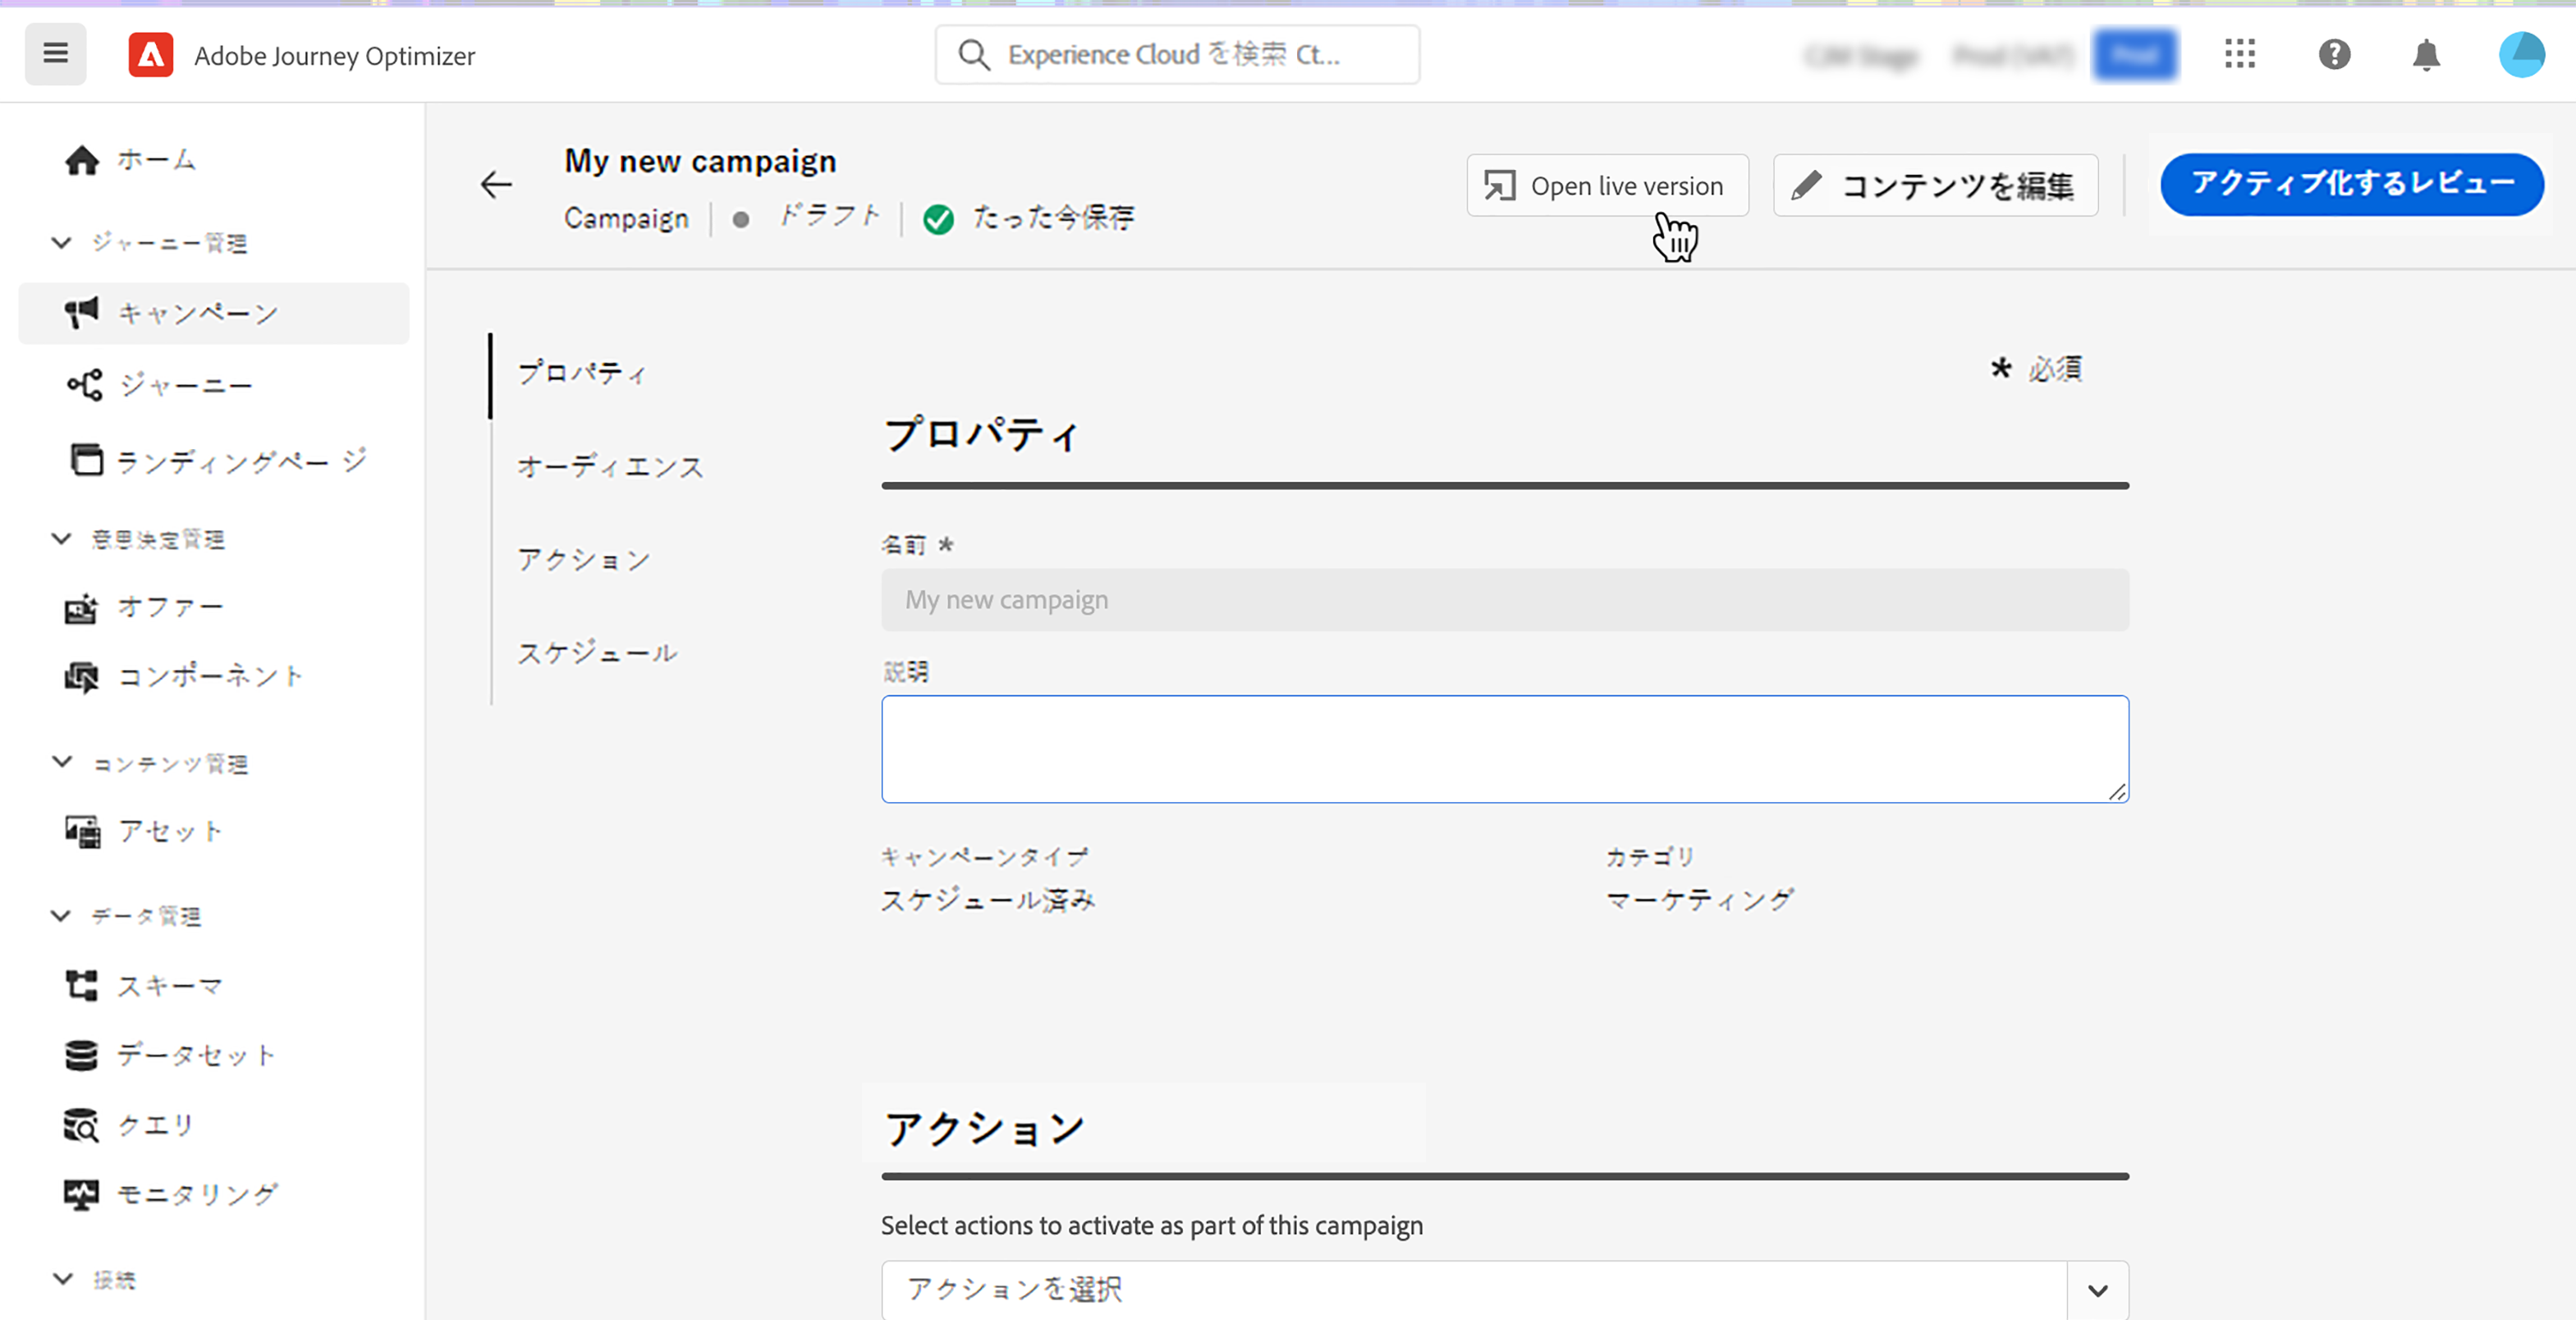 Adobe Journey Optimizer
Experience Cloud を検索 Ct...
ホーム
ジャーニー管理
キャンペーン
ジャーニー
ランディングページ
意思決定管理
オファー
コンポーネント
コンテンツ管理
アセット
データ管理
スキーマ
データセット
クエリ
モニタリング
接続
My new campaign
Campaign ドラフト たった今保存
Open live version
コンテンツを編集
アクティブ化するレビュー
プロパティ
オーディエンス
アクション
スケジュール
* 必須
プロパティ
名前 *
My new campaign
説明
キャンペーンタイプ
スケジュール済み
カテゴリ
マーケティング
アクション
Select actions to activate as part of this campaign
アクションを選択